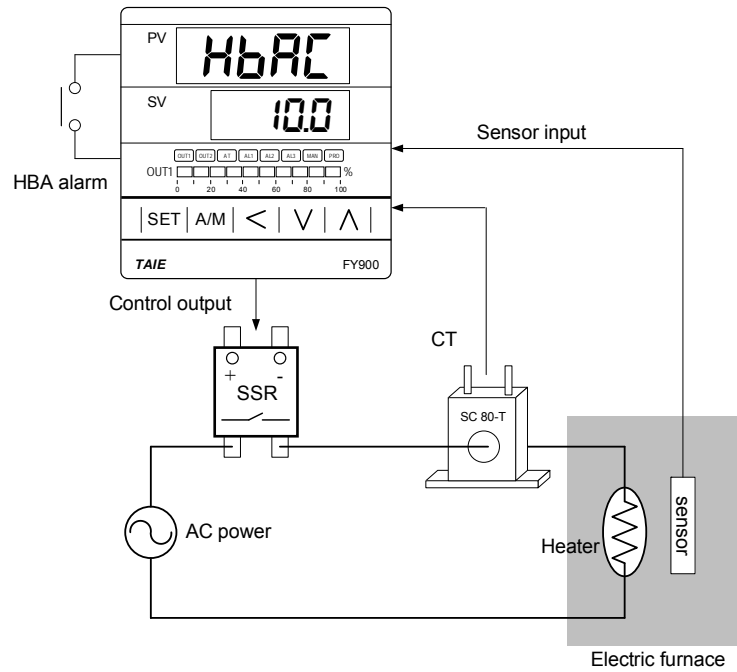 PV
HbAC
SV
10.0
OUT1 OUT2 AT AL1 AL2 AL3 MAN PRO
OUT1 %
0 20 40 60 80 100
SET A/M < ∨ ∧
TAIE FY900
HBA alarm
Sensor input
Control output
CT
+ -
SSR
SC 80-T
AC power
Heater
sensor
Electric furnace